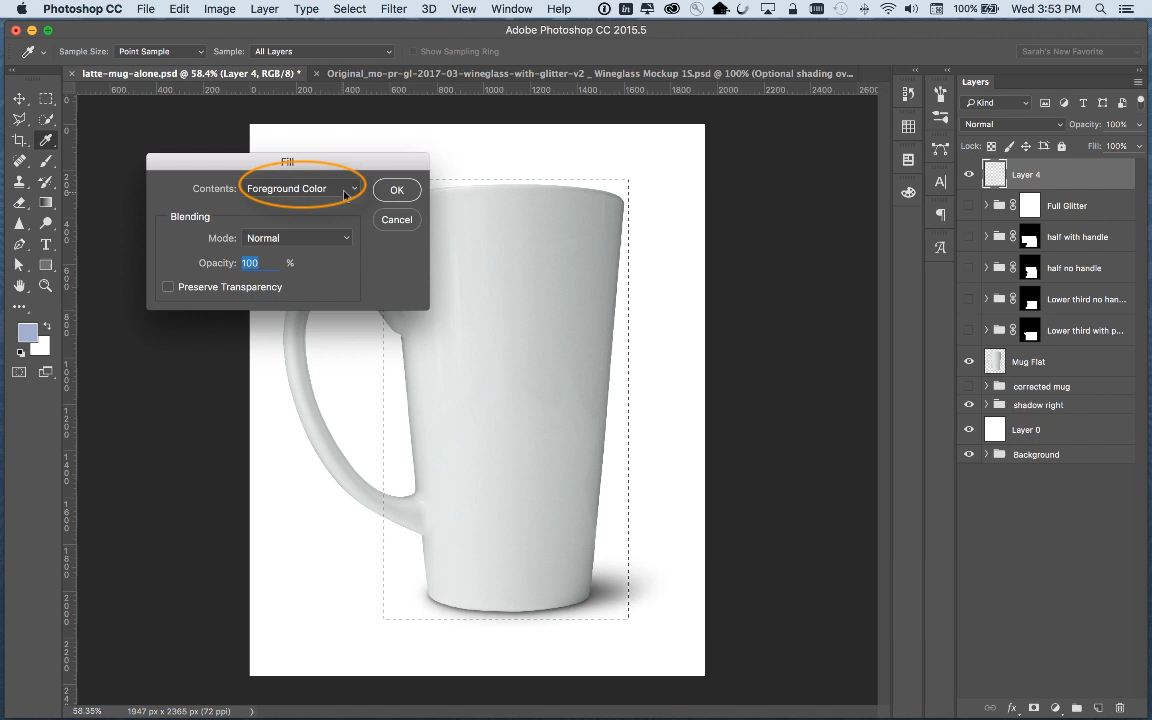 Photoshop CC File Edit Image Layer Type Select Filter 3D View Window Help 100% Wed 3:53 PM
Adobe Photoshop CC 2015.5
Sample Size: Point Sample Sample: All Layers Show Sampling Ring Sarah's New Favorite
latte-mug-alone.psd @ 58.4% (Layer 4, RGB/8) * Original_mo-pr-gl-2017-03-wineglass-with-glitter-v2 _ Wineglass Mockup 1S.psd @ 100% (Optional shading ov...
600 400 200 0 200 400 600 800 1000 1200 1400 1600 1800 2000 2200 2400 2600
Fill
Contents: Foreground Color OK
Blending Cancel
Mode: Normal
Opacity: 100 %
Preserve Transparency
Layers
Kind
Normal Opacity: 100%
Lock: Fill: 100%
Layer 4
Full Glitter
half with handle
half no handle
Lower third no han...
Lower third with p...
Mug Flat
corrected mug
shadow right
Layer 0
Background
58.35% 1947 px x 2365 px (72 ppi)